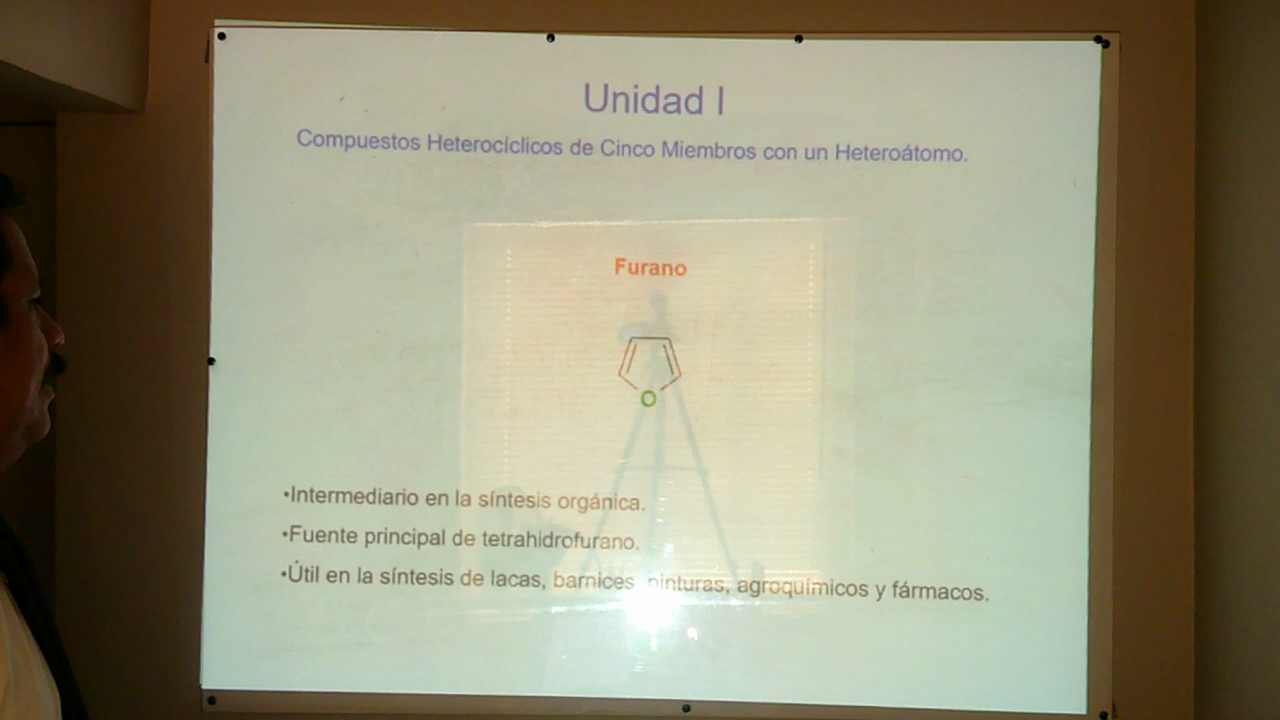 Unidad I
Compuestos Heterocíclicos de Cinco Miembros con un Heteroátomo.
Furano
O
•Intermediario en la síntesis orgánica.
•Fuente principal de tetrahidrofurano.
•Útil en la síntesis de lacas, barnices, pinturas, agroquímicos y fármacos.